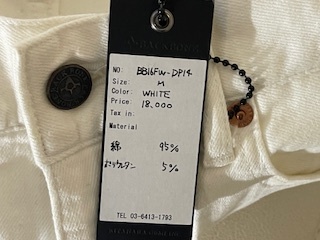 NO: BB16FW-DP14
Size: M
Color: WHITE
Price: 18.000
Tax in:
Material
綿 95%
ポリウレタン 5%
TEL 03-6413-1793